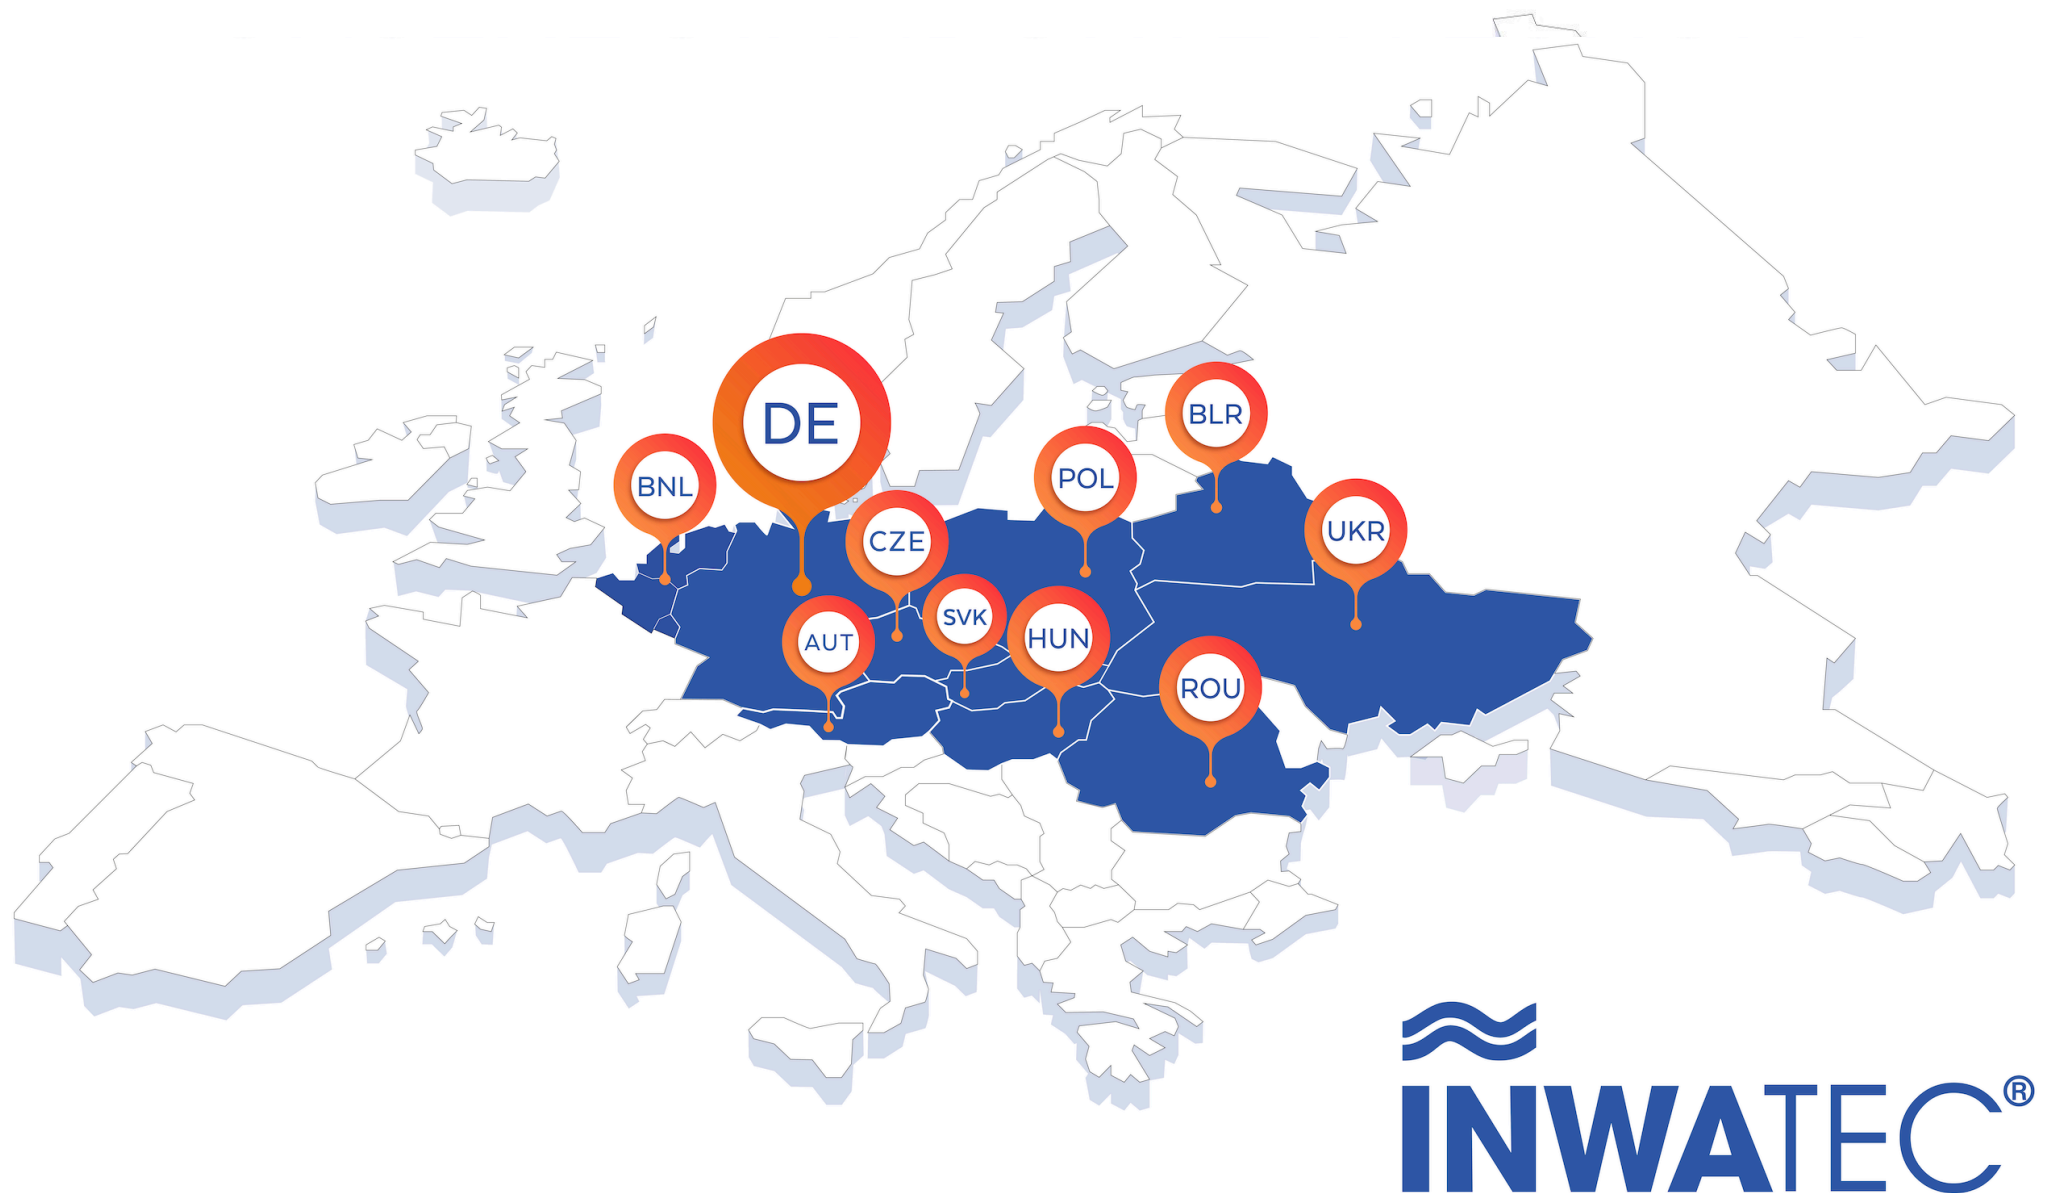 DE
BLR
POL
BNL
UKR
CZE
SVK
AUT
HUN
ROU
INWATEC®